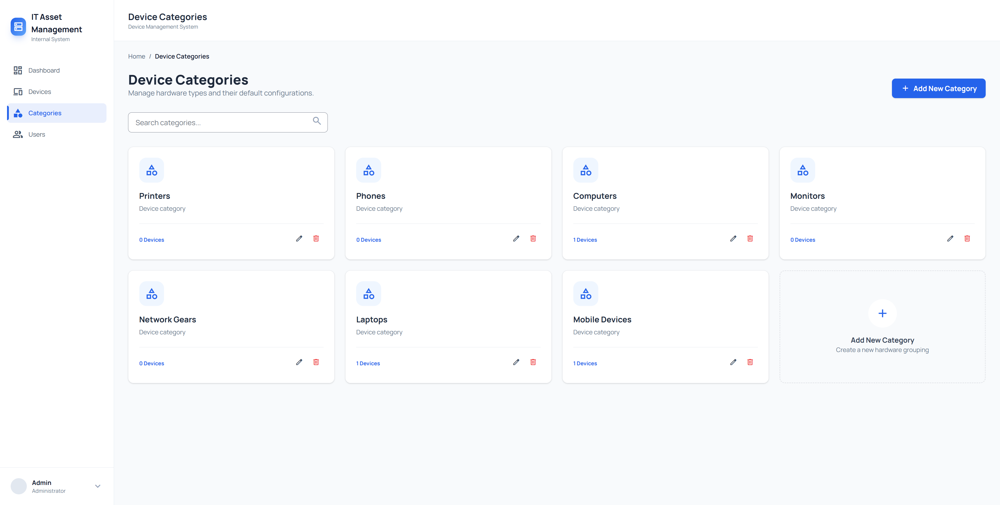 IT Asset
Management
Internal System
Dashboard
Devices
Categories
Users
Admin
Administrator
Device Categories
Device Management System
Home / Device Categories
Device Categories
Manage hardware types and their default configurations.
+ Add New Category
Search categories...
Printers
Device category
0 Devices
Phones
Device category
0 Devices
Computers
Device category
1 Devices
Monitors
Device category
0 Devices
Network Gears
Device category
0 Devices
Laptops
Device category
1 Devices
Mobile Devices
Device category
1 Devices
Add New Category
Create a new hardware grouping